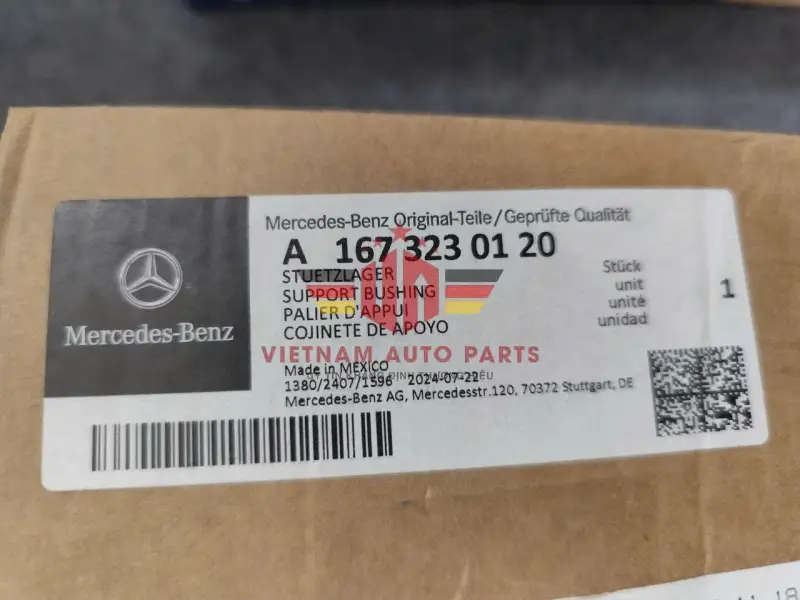 Mercedes-Benz
Mercedes-Benz Original-Teile/Geprüfte Qualität
A 167 323 01 20
STUETZLAGER
SUPPORT BUSHING
PALIER D'APPUI
COJINETE DE APOYO
Stück
unit
unité
unidad
1
VIETNAM AUTO PARTS
Made in MEXICO
1380/2407/1596 2024-07-22
Mercedes-Benz AG, Mercedesstr.120, 70372 Stuttgart, DE